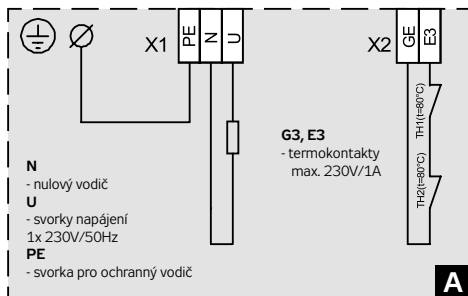 X1 PE N U X2 GE E3
TH1(t=80°C)
TH2(t=80°C)
G3, E3
- termokontakty
max. 230V/1A
N
- nulový vodič
U
- svorky napájení
1x 230V/50Hz
PE
- svorka pro ochranný vodič
A